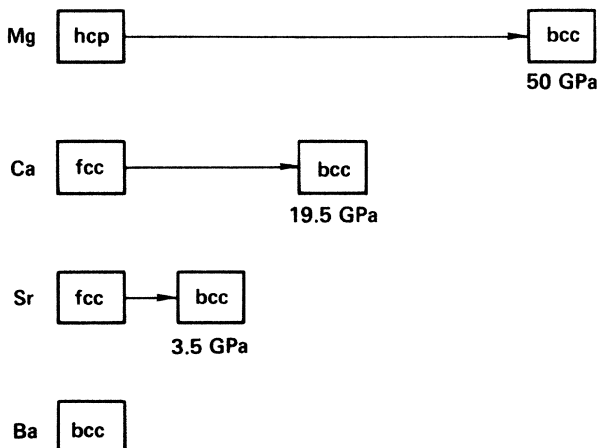 Mg hcp bcc
50 GPa
Ca fcc bcc
19.5 GPa
Sr fcc bcc
3.5 GPa
Ba bcc